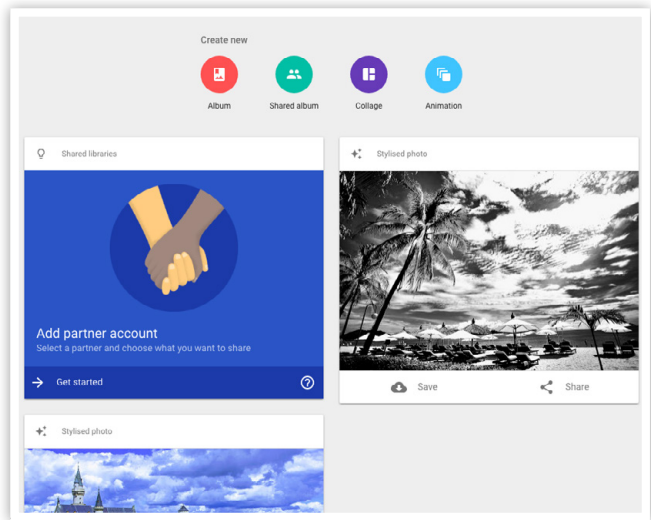 Create new
Album
Shared album
Collage
Animation
Shared libraries
Add partner account
Select a partner and choose what you want to share
Get started
Stylised photo
Save
Share
Stylised photo